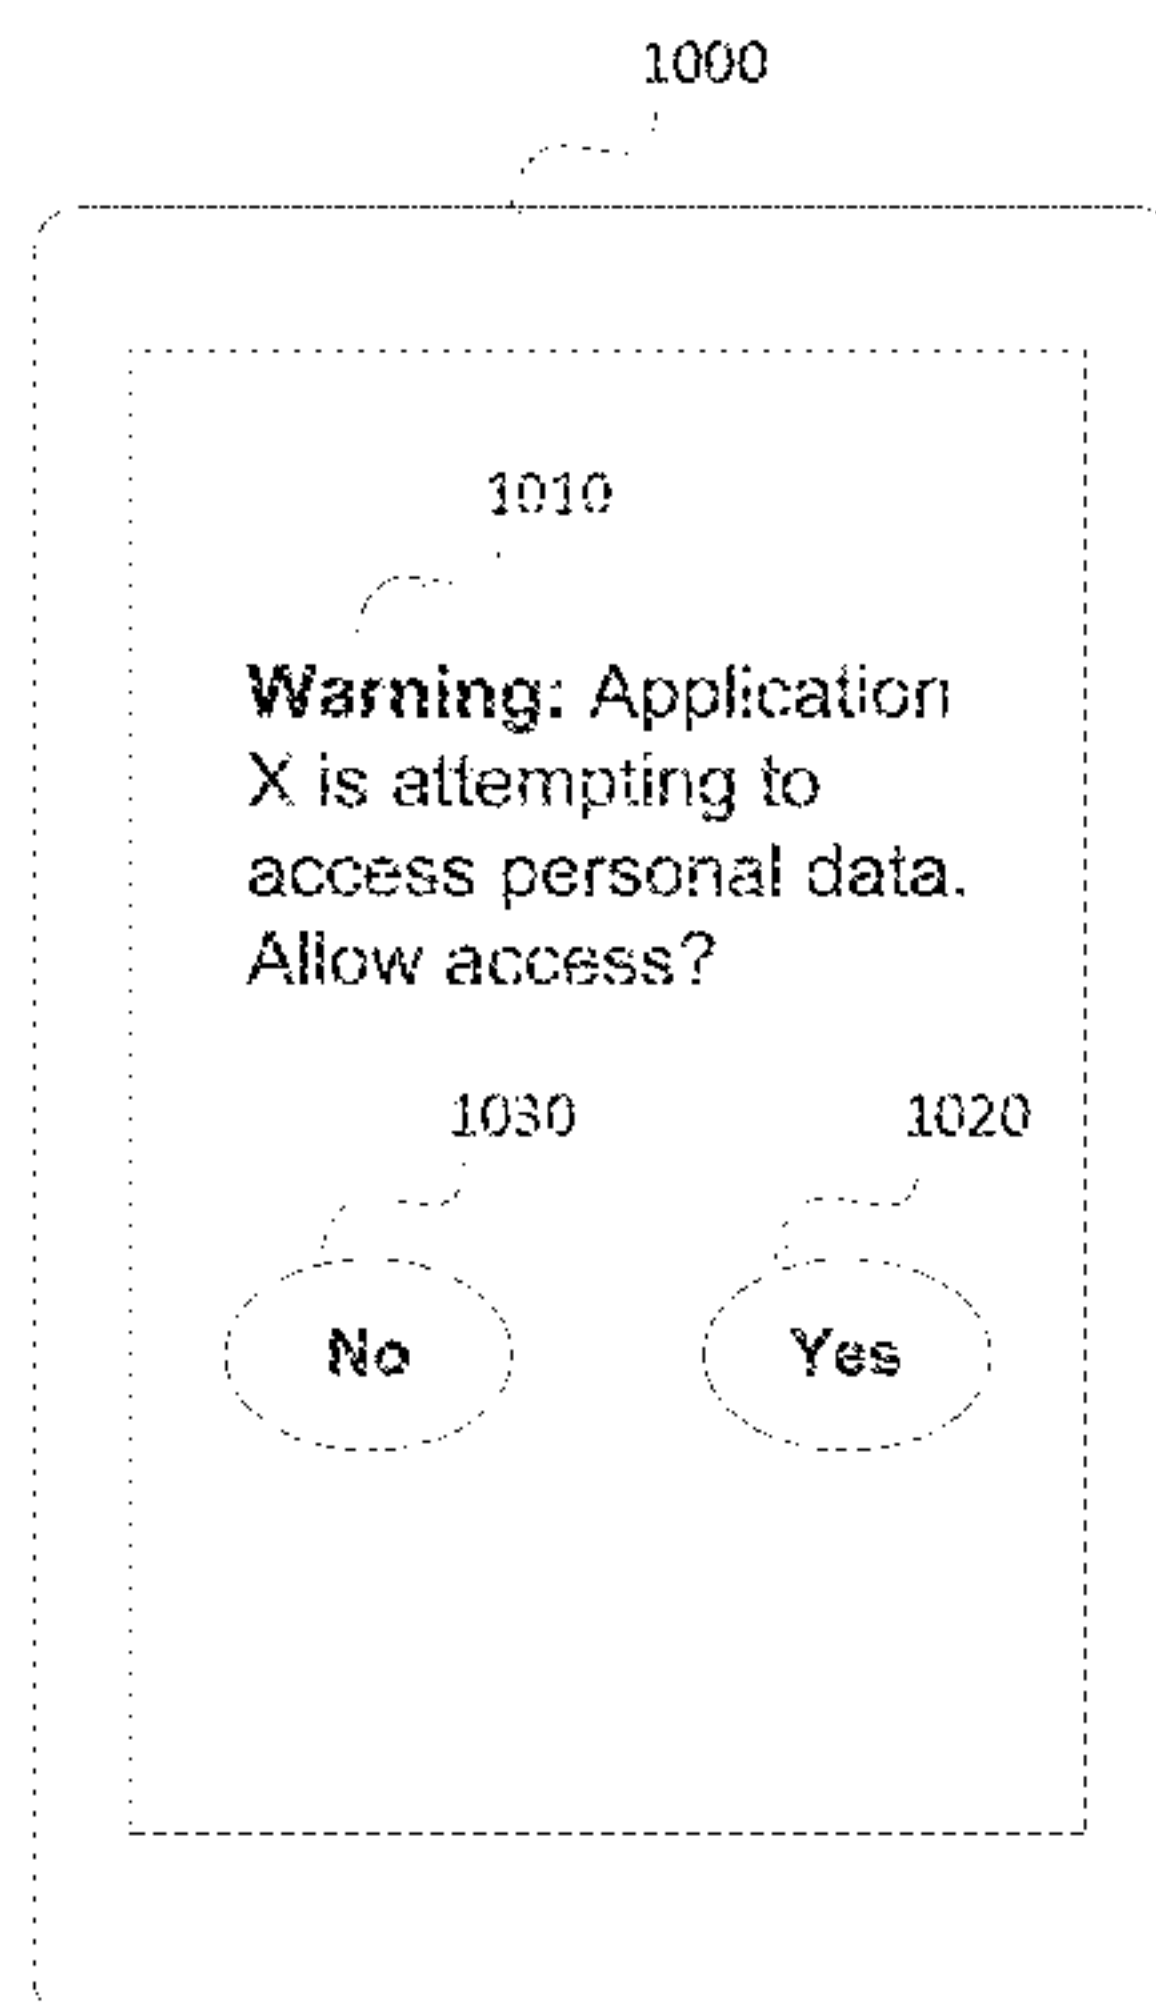 1000
1010
Warning: Application
X is attempting to
access personal data.
Allow access?
1030 1020
No Yes